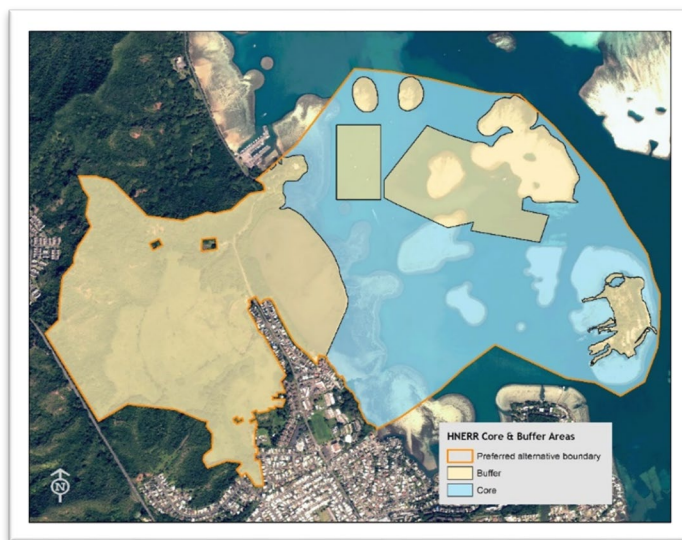 HNERR Core & Buffer Areas
Preferred alternative boundary
Buffer
Core
N